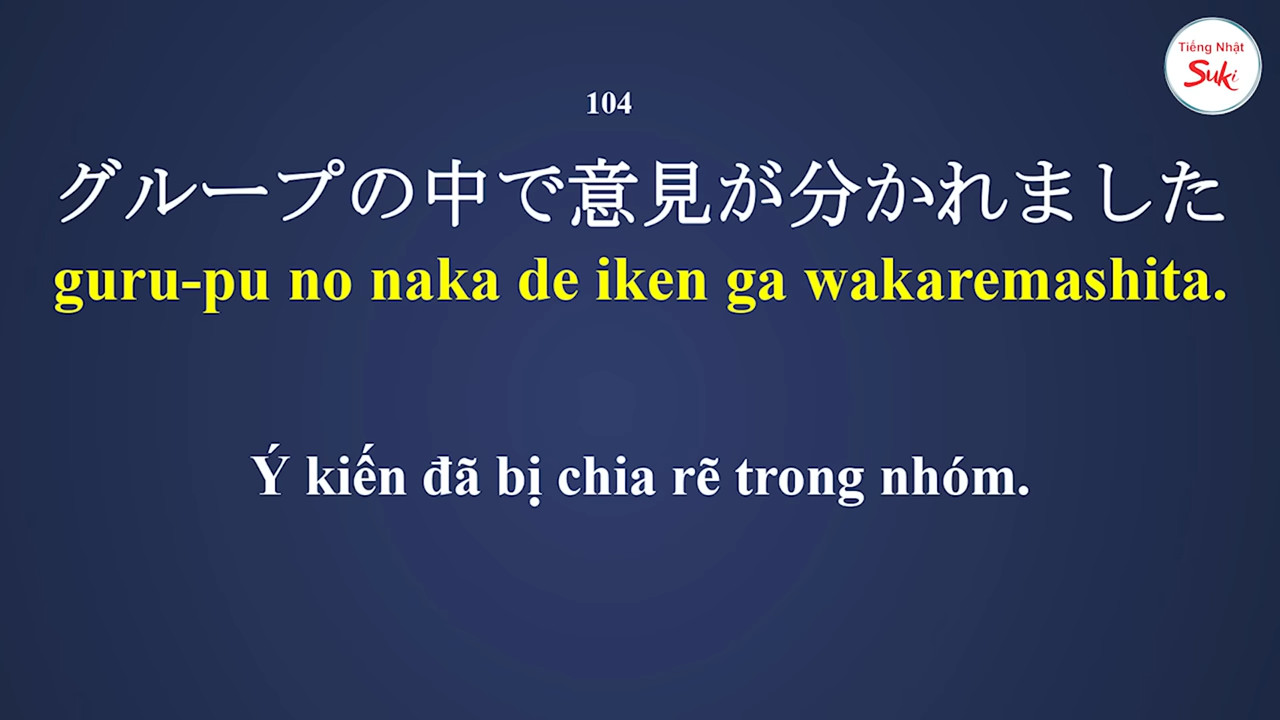 Tiếng Nhật
Suki
104
グループの中で意見が分かれました
guru-pu no naka de iken ga wakaremashita.
Ý kiến đã bị chia rẽ trong nhóm.